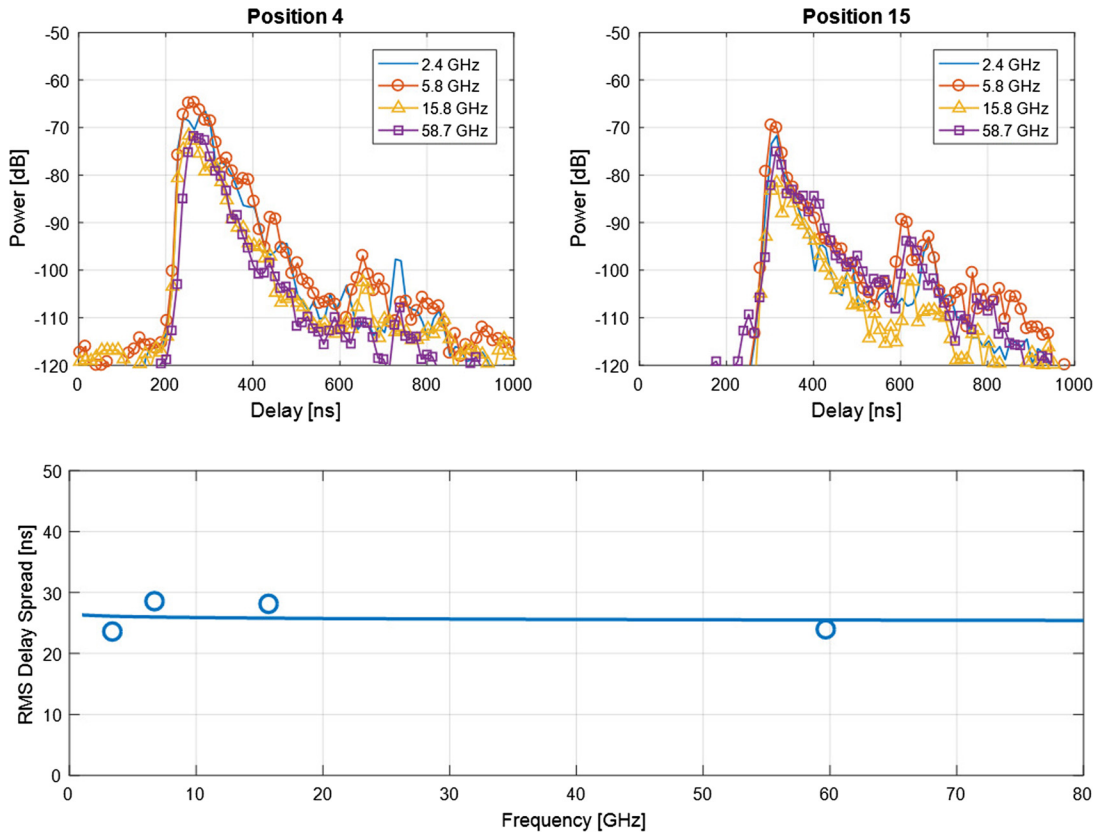 Position 4
Power [dB]
-50
-60
-70
-80
-90
-100
-110
-120
2.4 GHz
5.8 GHz
15.8 GHz
58.7 GHz
0 200 400 600 800 1000
Delay [ns]
Position 15
Power [dB]
-50
-60
-70
-80
-90
-100
-110
-120
2.4 GHz
5.8 GHz
15.8 GHz
58.7 GHz
0 200 400 600 800 1000
Delay [ns]
RMS Delay Spread [ns]
50
40
30
20
10
0
0 10 20 30 40 50 60 70 80
Frequency [GHz]